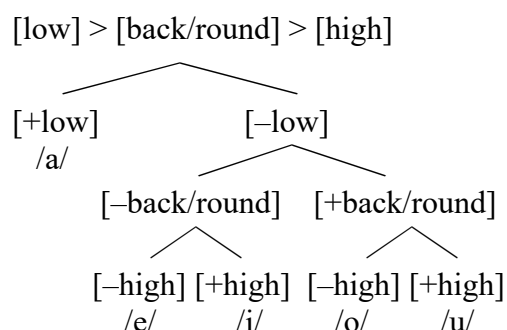 [low] > [back/round] > [high]
[+low] [–low]
/a/
[–back/round] [+back/round]
[–high] [+high] [–high] [+high]
/e/ /i/ /o/ /u/